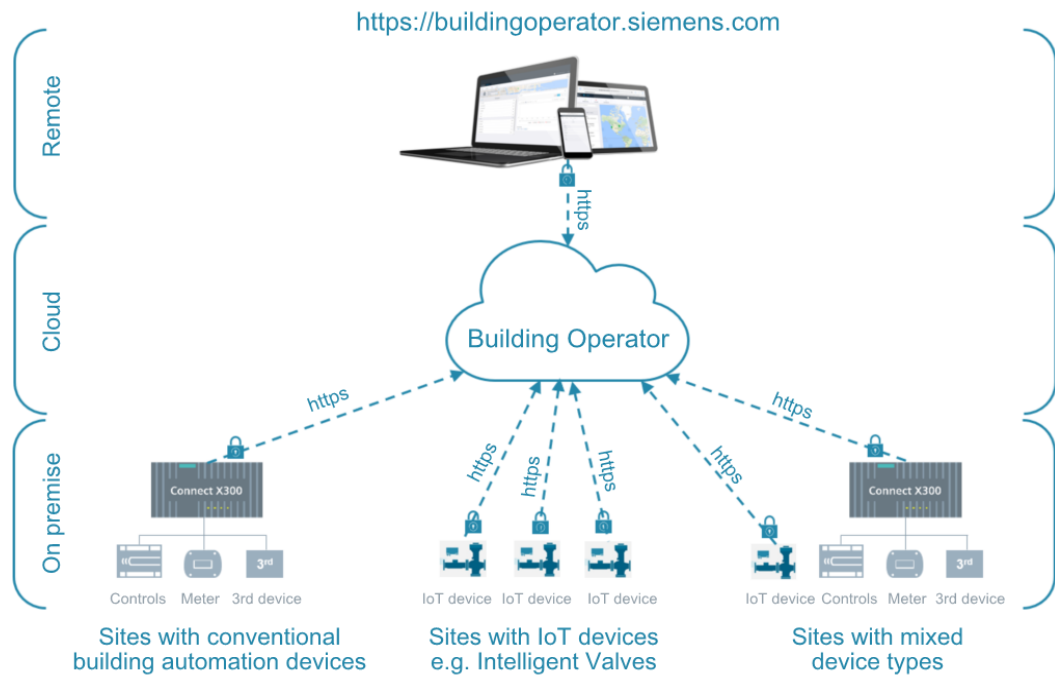 https://buildingoperator.siemens.com
Remote
https
Cloud
Building Operator
https
https
https
https
https
https
On premise
Connect X300
Connect X300
3rd
3rd
Controls
Meter
3rd device
IoT device
IoT device
IoT device
IoT device
Controls
Meter
3rd device
Sites with conventional
building automation devices
Sites with IoT devices
e.g. Intelligent Valves
Sites with mixed
device types